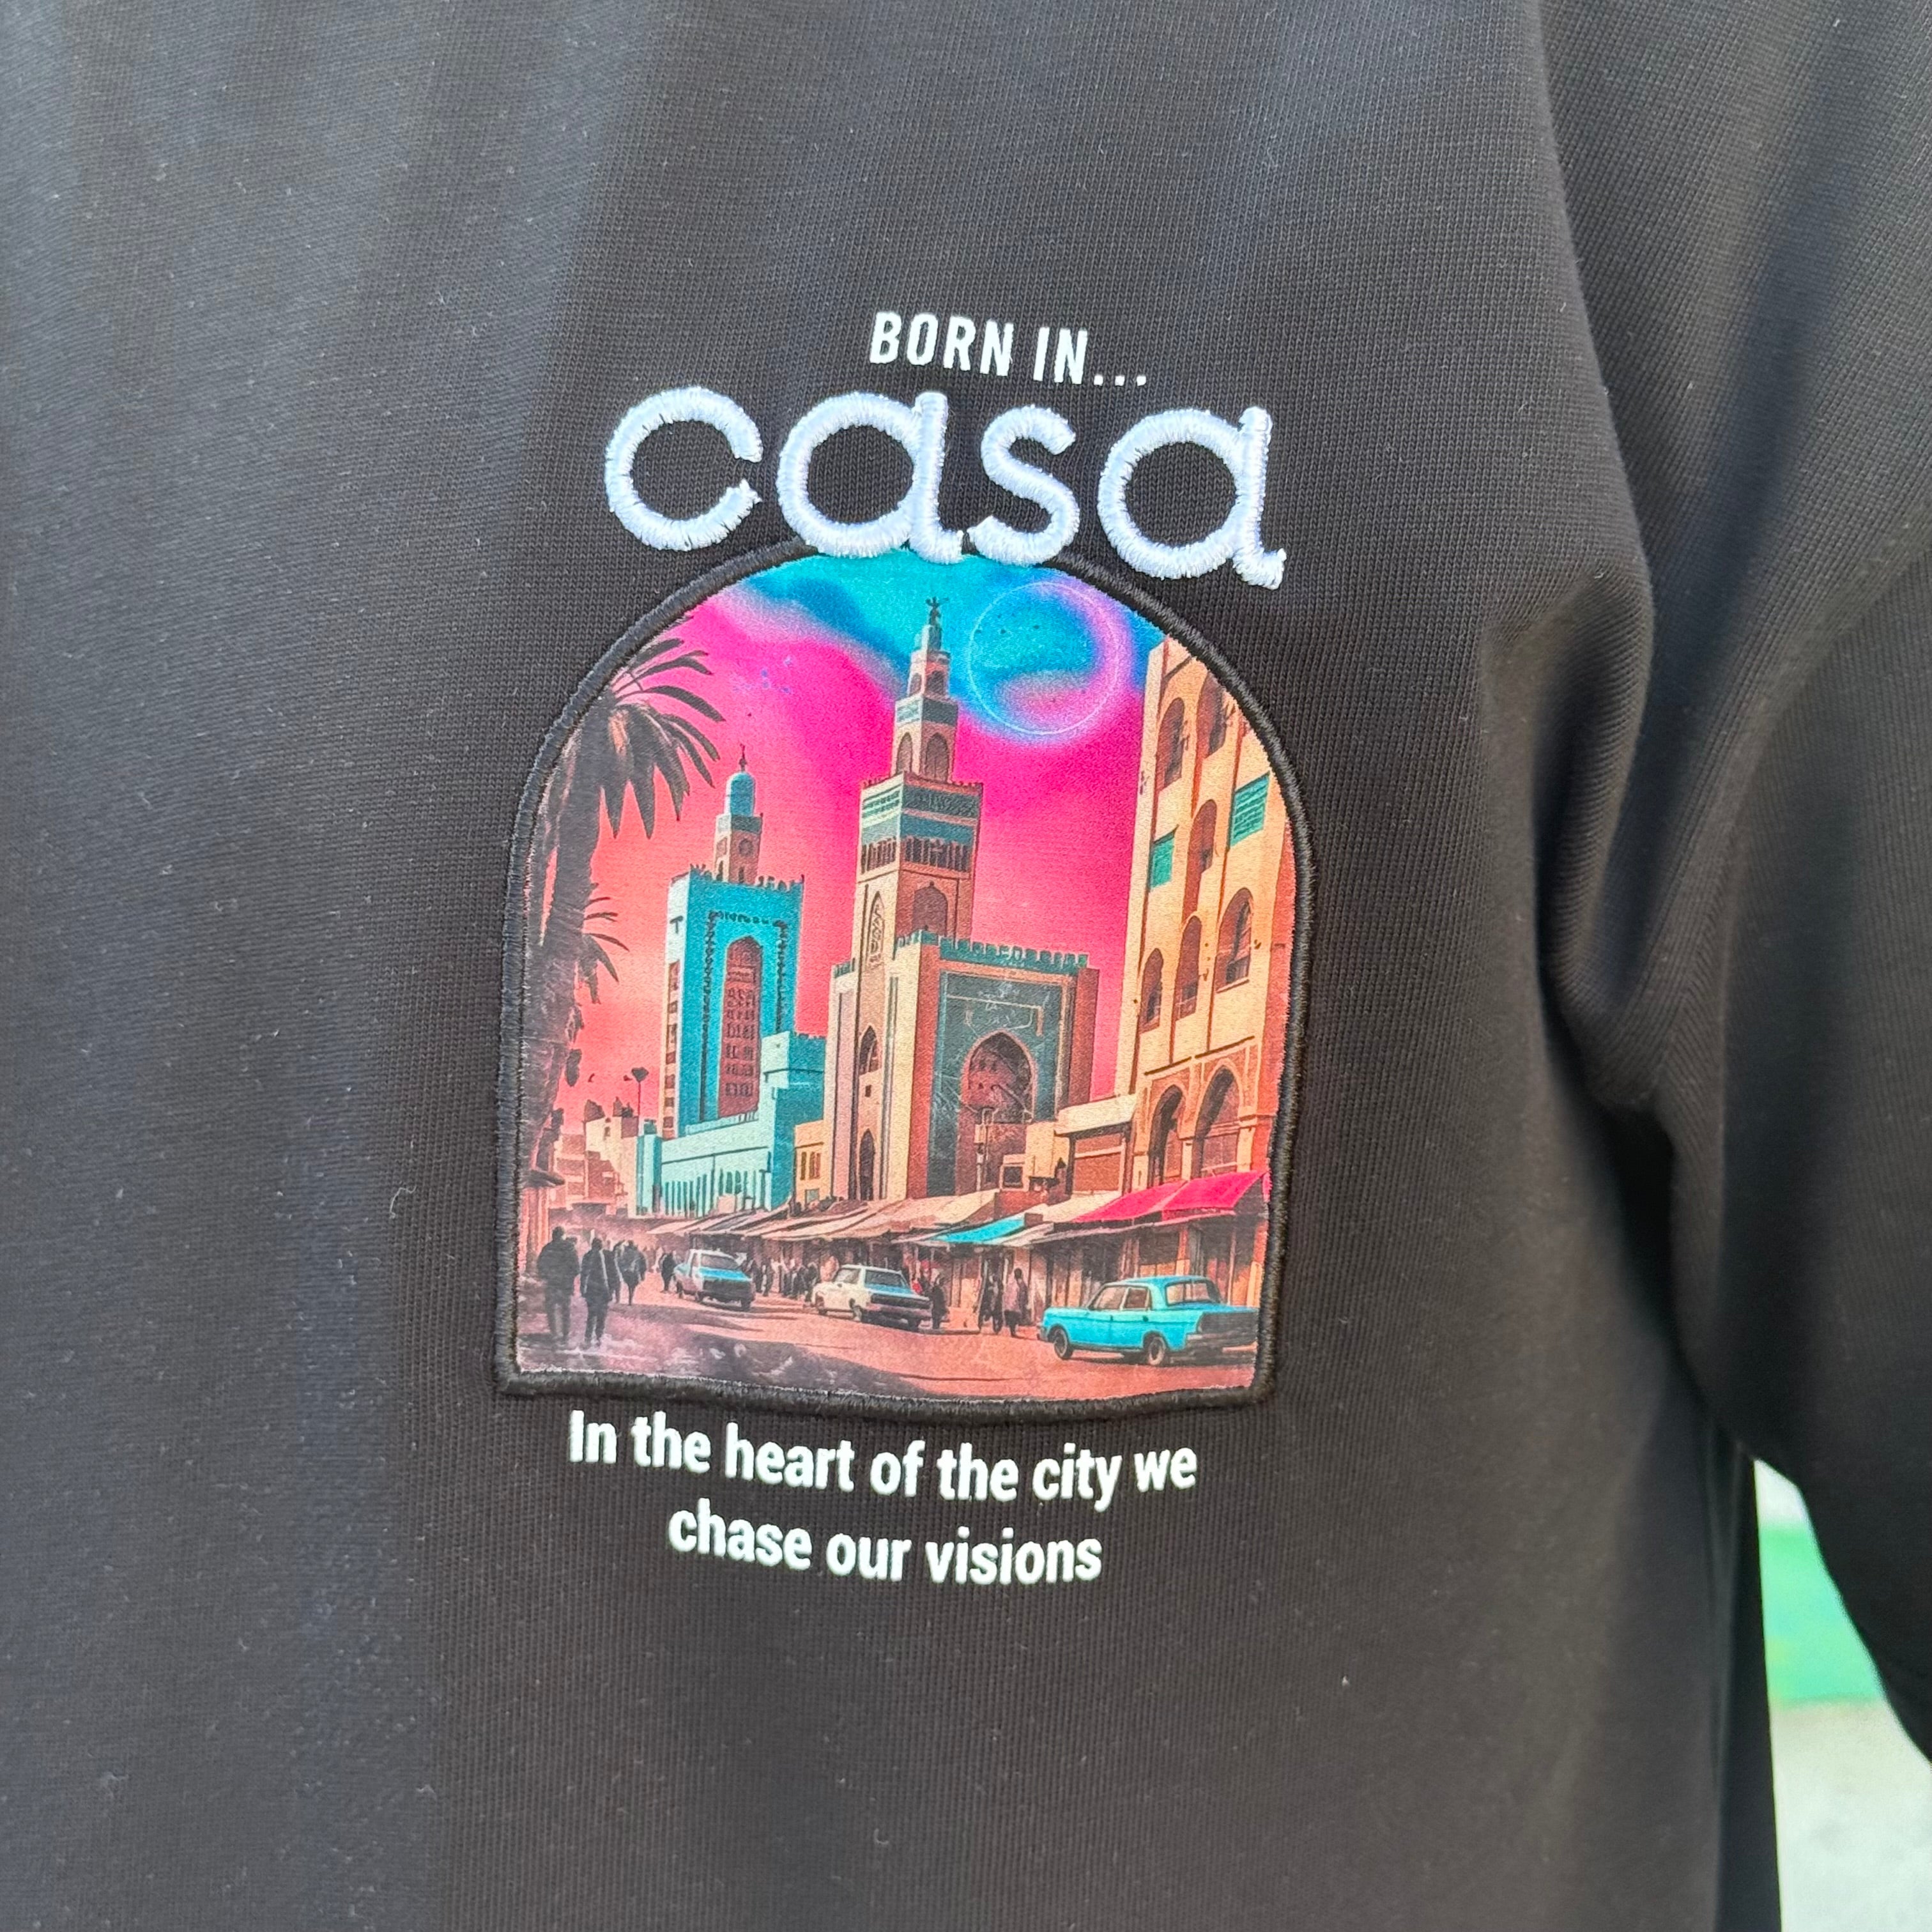 BORN IN...
casa
In the heart of the city we
chase our visions